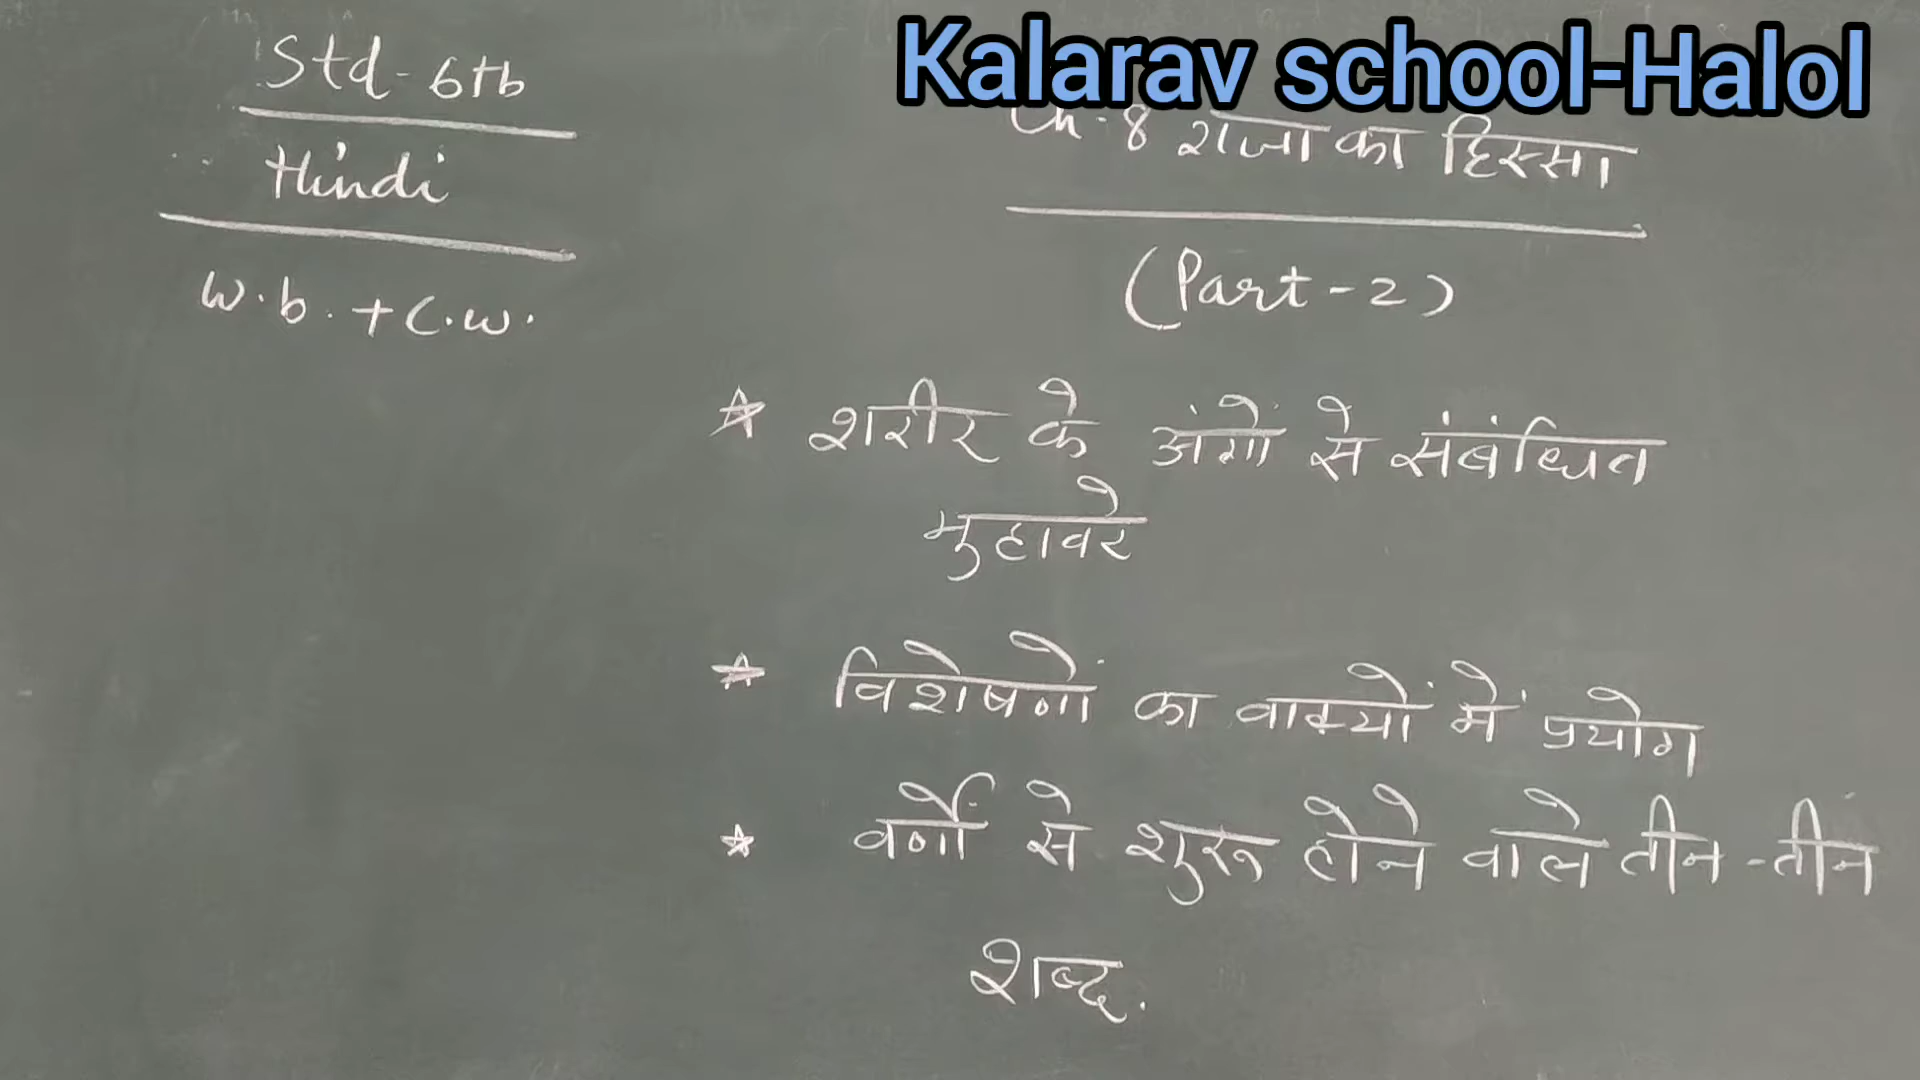 Kalarav school-Halol
Std - 6th
Hindi
W.b. + C.W.
Ch - 8 राजा का हिस्सा
(Part - 2)
☆ शरीर के अंगों से संबंधित
मुहावरे
☆ विशेषणों का वाक्यों में प्रयोग
☆ वर्णों से शुरू होने वाले तीन - तीन
शब्द.